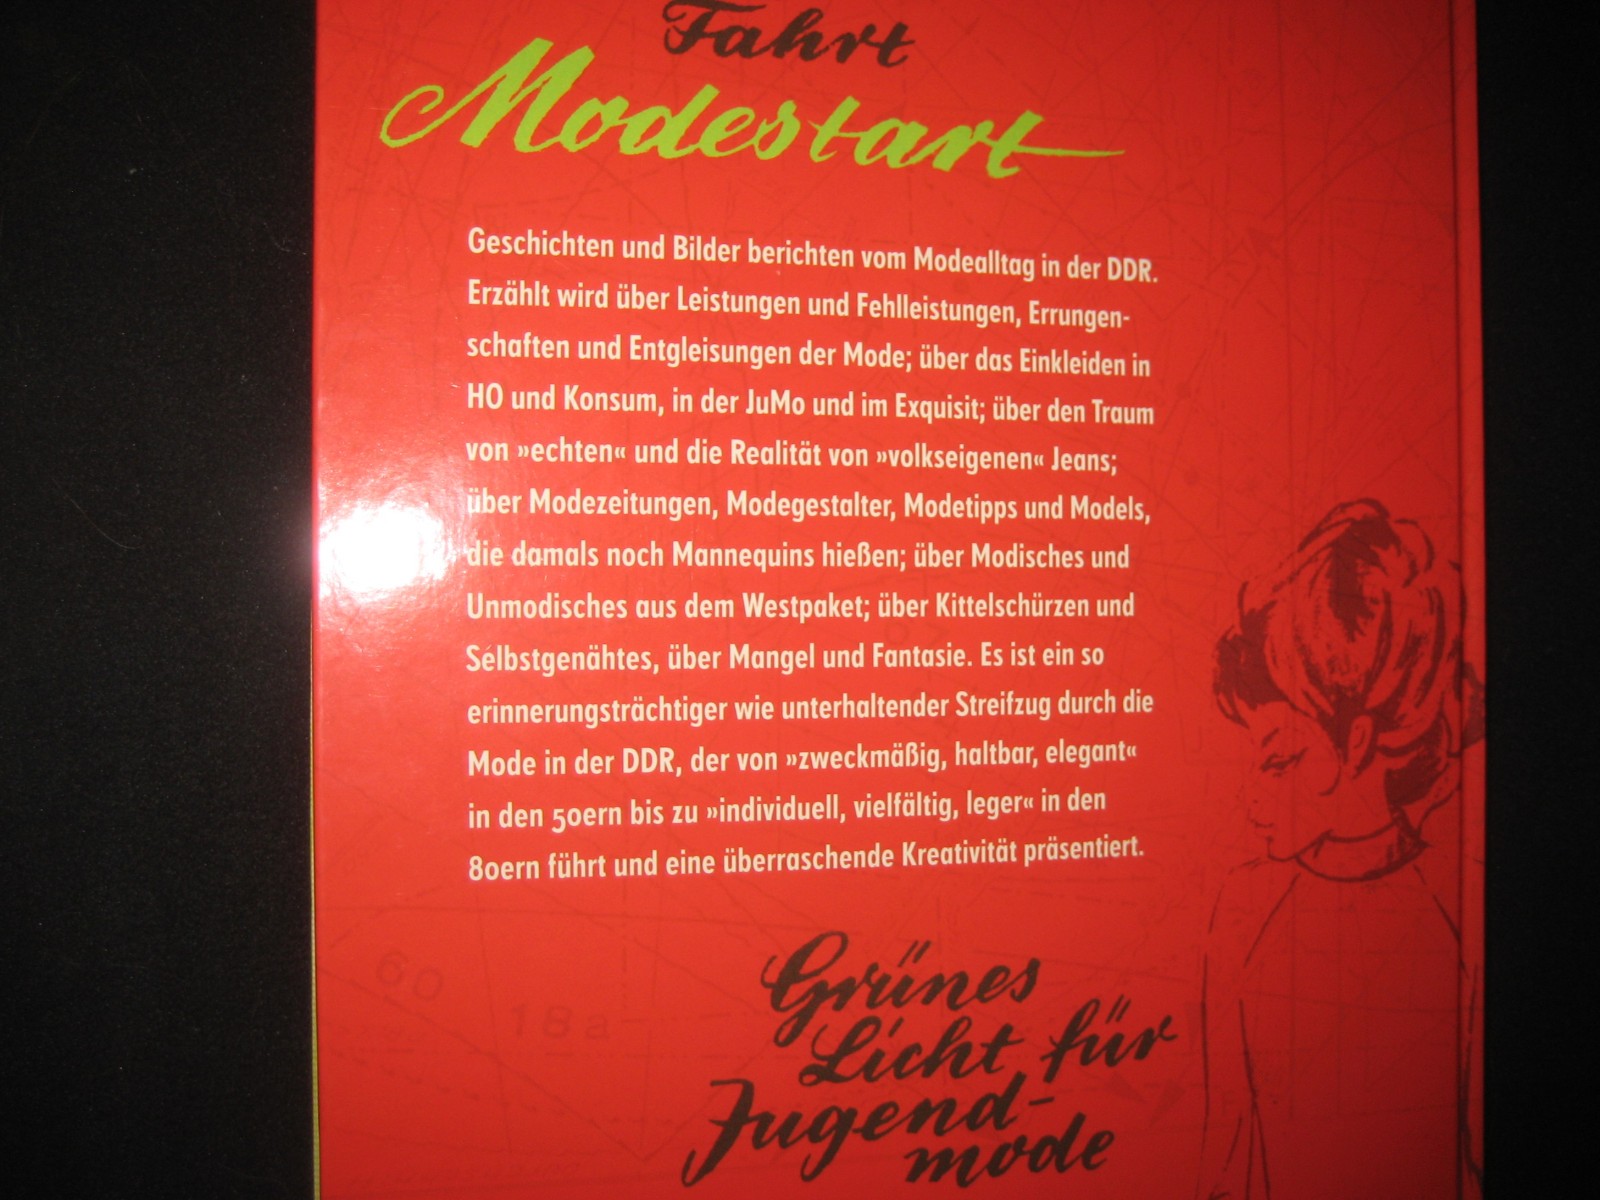 Fahrt
Modestart
Geschichten und Bilder berichten vom Modealltag in der DDR.
Erzählt wird über Leistungen und Fehlleistungen, Errungen-
schaften und Entgleisungen der Mode; über das Einkleiden in
HO und Konsum, in der JuMo und im Exquisit; über den Traum
von »echten« und die Realität von »volkseigenen« Jeans;
über Modezeitungen, Modegestalter, Modetipps und Models,
die damals noch Mannequins hießen; über Modisches und
Unmodisches aus dem Westpaket; über Kittelschürzen und
Selbstgenähtes, über Mangel und Fantasie. Es ist ein so
erinnerungsträchtiger wie unterhaltender Streifzug durch die
Mode in der DDR, der von »zweckmäßig, haltbar, elegant«
in den 50ern bis zu »individuell, vielfältig, leger« in den
80ern führt und eine überraschende Kreativität präsentiert.
60
18a
Grünes
Licht für
Jugend-
mode